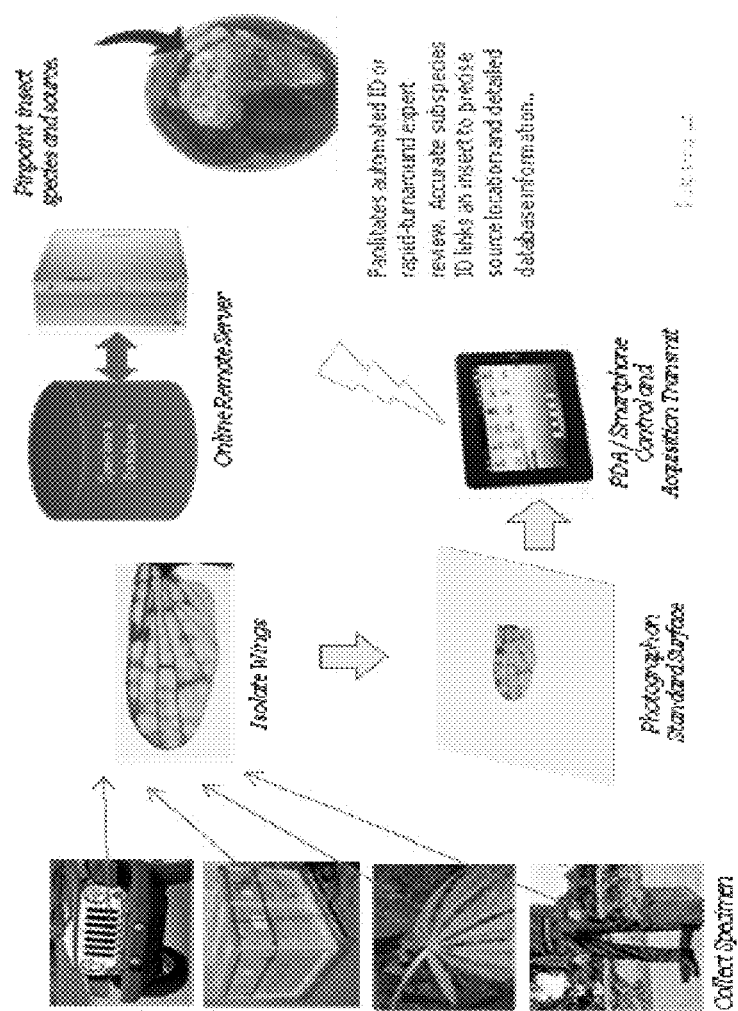 Collect Specimen
Isolate Wings
Photograph on
Standard Surface
PDA / Smartphone
Control and
Acquisition Transmit
Online Remote Server
Pinpoint insect
species and source.
Facilitates automated ID or
rapid-turnaround expert
review. Accurate subspecies
ID links an insect to precise
source location and detailed
database information.